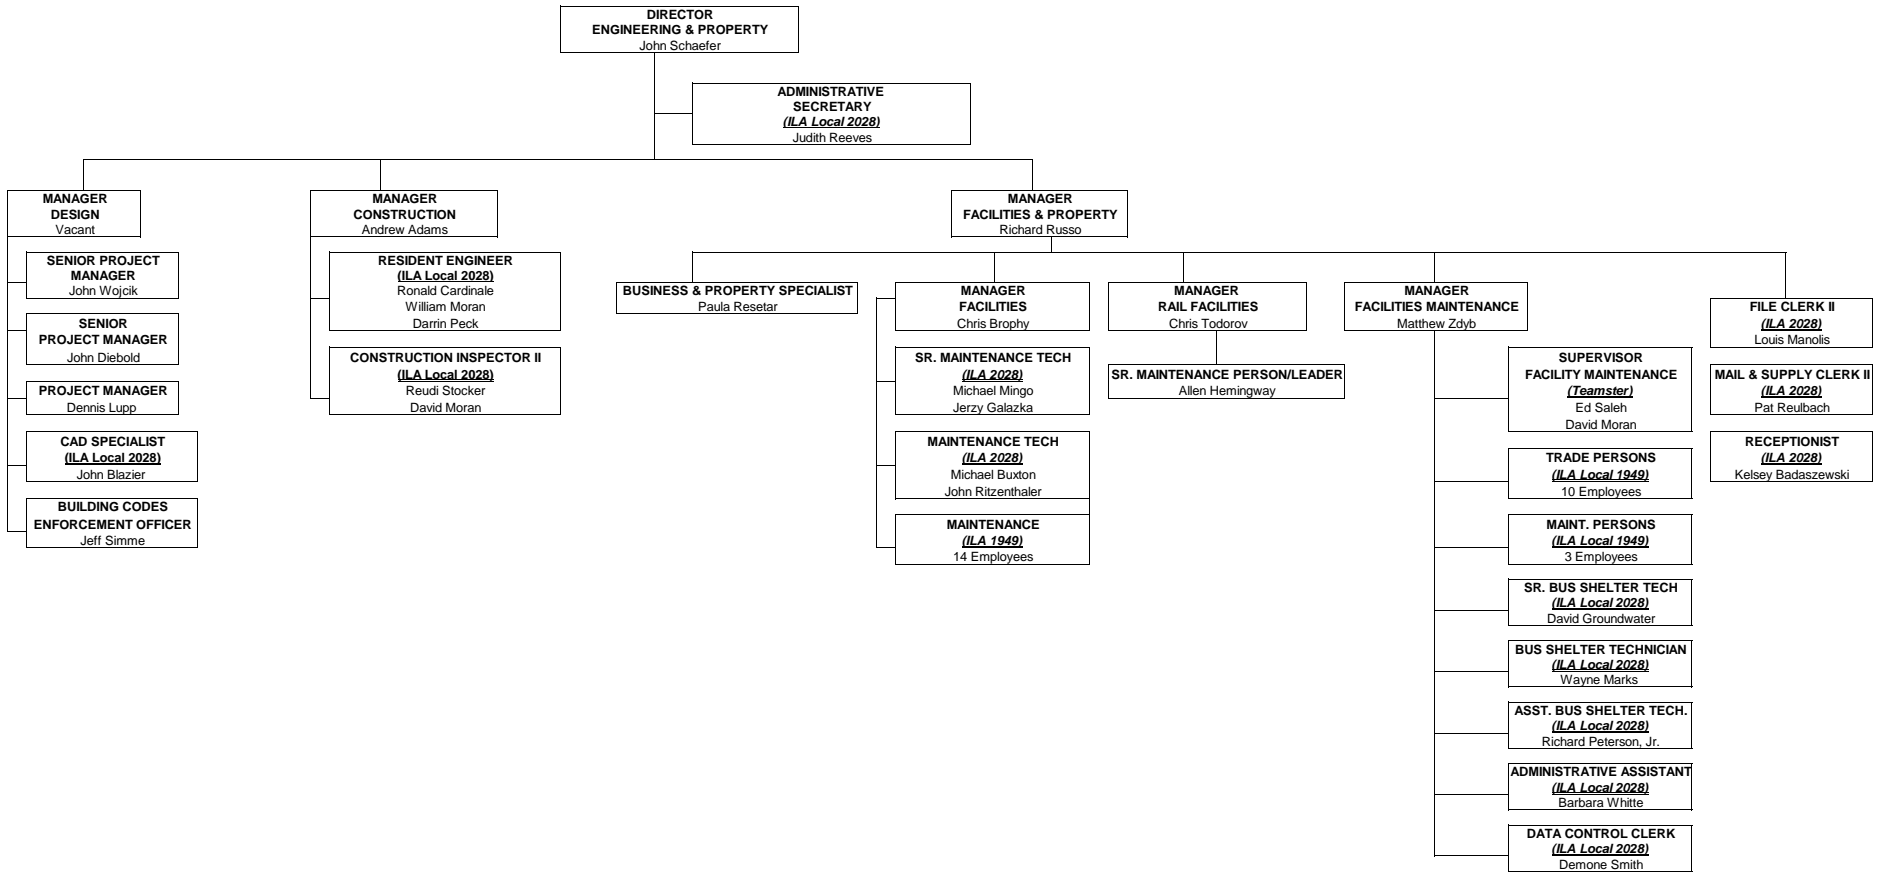 DIRECTOR
ENGINEERING & PROPERTY
John Schaefer
ADMINISTRATIVE
SECRETARY
(ILA Local 2028)
Judith Reeves
MANAGER
DESIGN
Vacant
SENIOR PROJECT
MANAGER
John Wojcik
SENIOR
PROJECT MANAGER
John Diebold
PROJECT MANAGER
Dennis Lupp
CAD SPECIALIST
(ILA Local 2028)
John Blazier
BUILDING CODES
ENFORCEMENT OFFICER
Jeff Simme
MANAGER
CONSTRUCTION
Andrew Adams
RESIDENT ENGINEER
(ILA Local 2028)
Ronald Cardinale
William Moran
Darrin Peck
CONSTRUCTION INSPECTOR II
(ILA Local 2028)
Reudi Stocker
David Moran
MANAGER
FACILITIES & PROPERTY
Richard Russo
BUSINESS & PROPERTY SPECIALIST
Paula Resetar
MANAGER
FACILITIES
Chris Brophy
SR. MAINTENANCE TECH
(ILA 2028)
Michael Mingo
Jerzy Galazka
MAINTENANCE TECH
(ILA 2028)
Michael Buxton
John Ritzenthaler
MAINTENANCE
(ILA 1949)
14 Employees
MANAGER
RAIL FACILITIES
Chris Todorov
SR. MAINTENANCE PERSON/LEADER
Allen Hemingway
MANAGER
FACILITIES MAINTENANCE
Matthew Zdyb
SUPERVISOR
FACILITY MAINTENANCE
(Teamster)
Ed Saleh
David Moran
TRADE PERSONS
(ILA Local 1949)
10 Employees
MAINT. PERSONS
(ILA Local 1949)
3 Employees
SR. BUS SHELTER TECH
(ILA Local 2028)
David Groundwater
BUS SHELTER TECHNICIAN
(ILA Local 2028)
Wayne Marks
ASST. BUS SHELTER TECH.
(ILA Local 2028)
Richard Peterson, Jr.
ADMINISTRATIVE ASSISTANT
(ILA Local 2028)
Barbara Whitte
DATA CONTROL CLERK
(ILA Local 2028)
Demone Smith
FILE CLERK II
(ILA 2028)
Louis Manolis
MAIL & SUPPLY CLERK II
(ILA 2028)
Pat Reulbach
RECEPTIONIST
(ILA 2028)
Kelsey Badaszewski